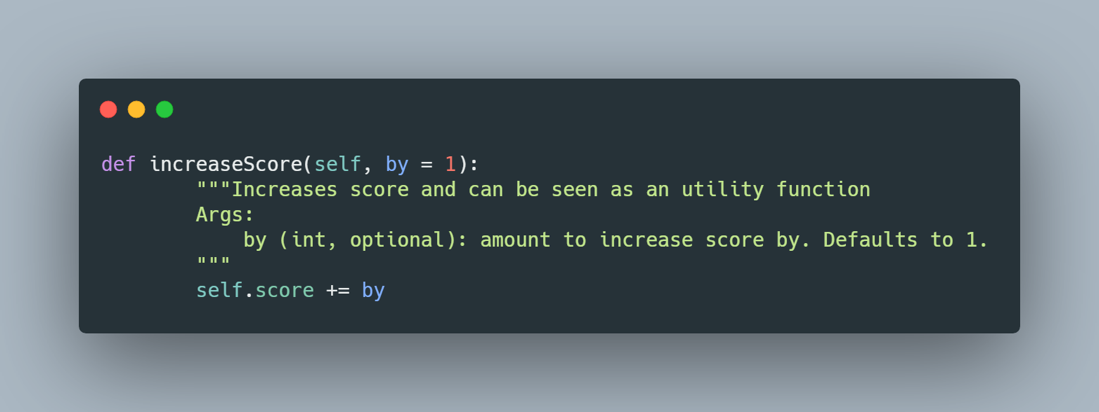 def increaseScore(self, by = 1):
        """Increases score and can be seen as an utility function
        Args:
            by (int, optional): amount to increase score by. Defaults to 1.
        """
        self.score += by